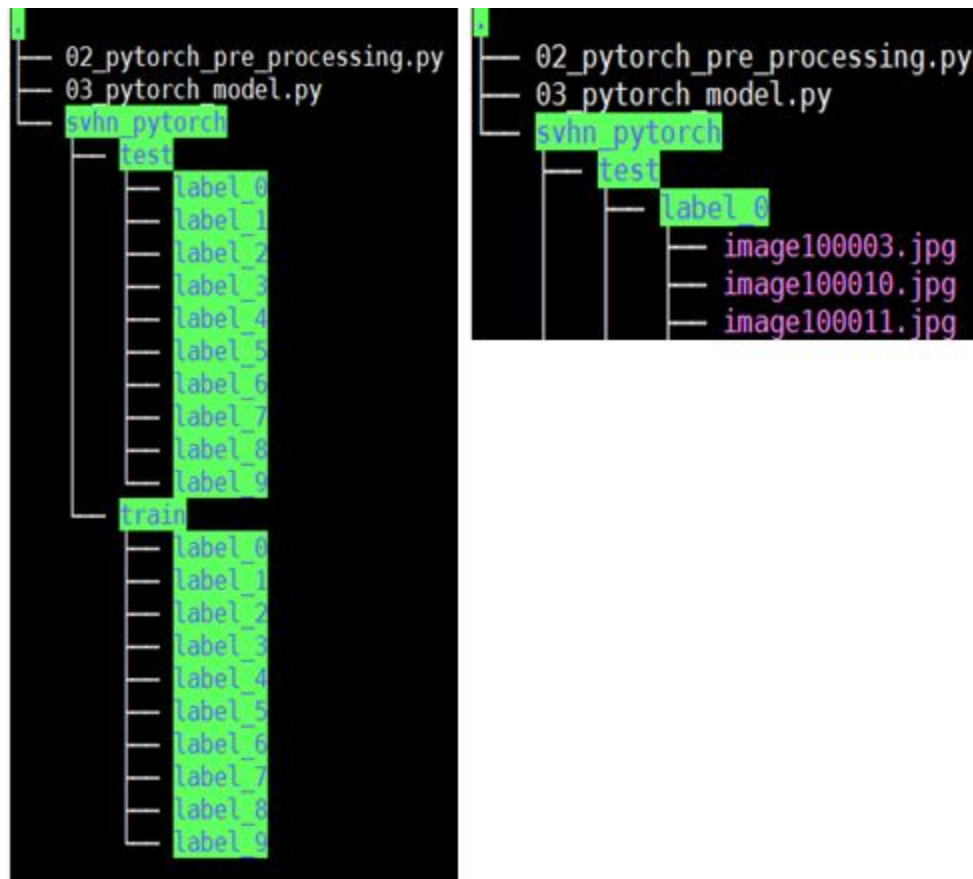 .
02_pytorch_pre_processing.py
03_pytorch_model.py
svhn_pytorch
test
label_0
label_1
label_2
label_3
label_4
label_5
label_6
label_7
label_8
label_9
train
label_0
label_1
label_2
label_3
label_4
label_5
label_6
label_7
label_8
label_9
.
02_pytorch_pre_processing.py
03_pytorch_model.py
svhn_pytorch
test
label_0
image100003.jpg
image100010.jpg
image100011.jpg